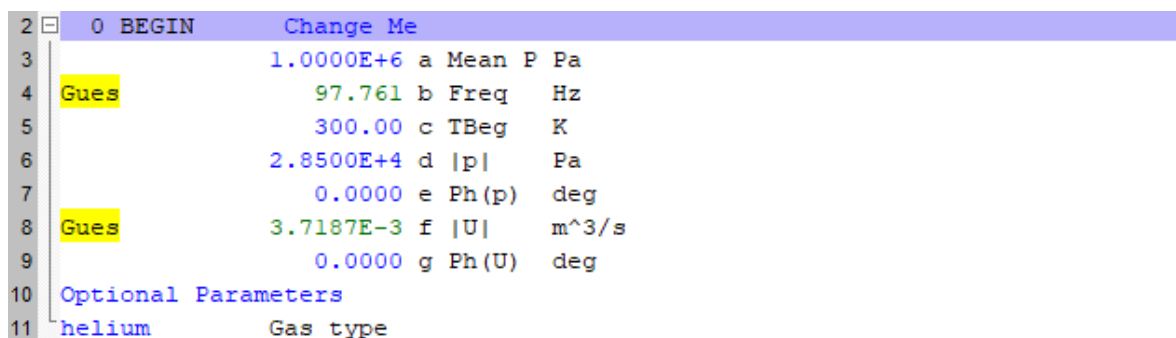 2 0 BEGIN Change Me
3 1.0000E+6 a Mean P Pa
4 Gues 97.761 b Freq Hz
5 300.00 c TBeg K
6 2.8500E+4 d |p| Pa
7 0.0000 e Ph(p) deg
8 Gues 3.7187E-3 f |U| m^3/s
9 0.0000 g Ph(U) deg
10 Optional Parameters
11 helium Gas type